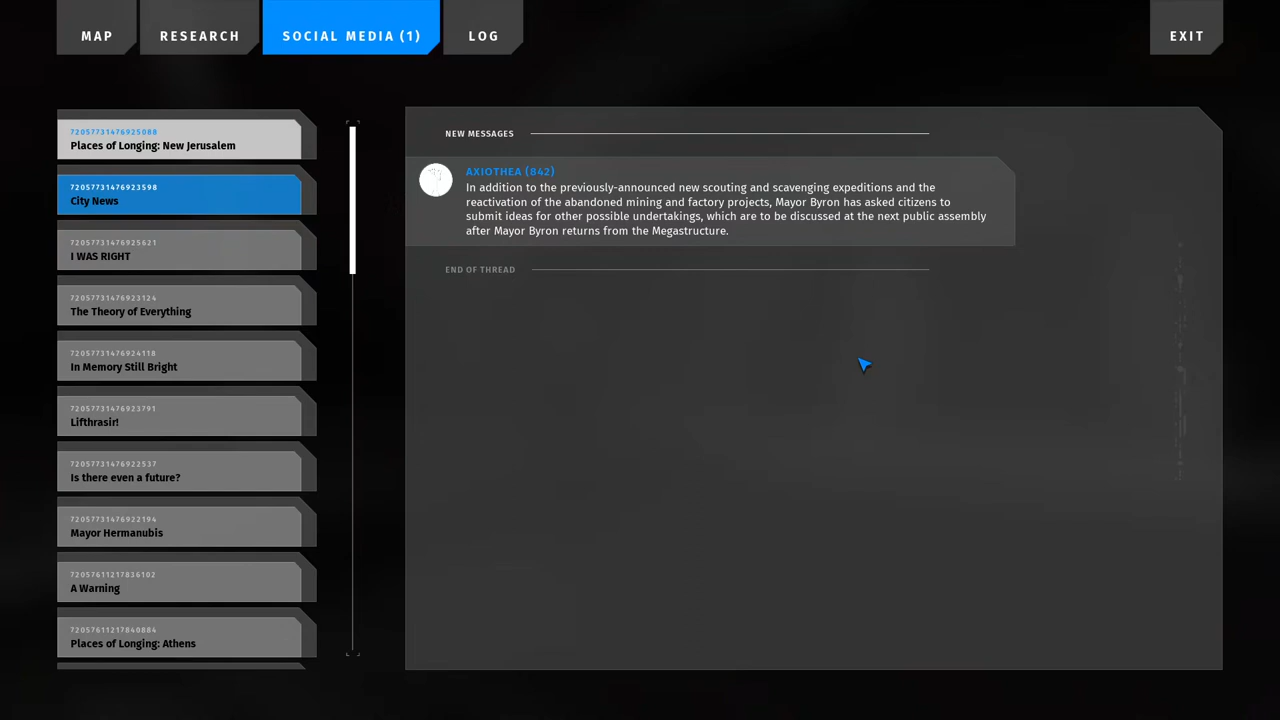 MAP
RESEARCH
SOCIAL MEDIA (1)
LOG
EXIT
72057731476925088
Places of Longing: New Jerusalem
72057731476923598
City News
72057731476925621
I WAS RIGHT
72057731476923124
The Theory of Everything
72057731476924118
In Memory Still Bright
72057731476923791
Lifthrasir!
72057731476922537
Is there even a future?
72057731476922194
Mayor Hermanubis
72057611217836102
A Warning
72057611217840884
Places of Longing: Athens
NEW MESSAGES
AXIOTHEA (842)
In addition to the previously-announced new scouting and scavenging expeditions and the
reactivation of the abandoned mining and factory projects, Mayor Byron has asked citizens to
submit ideas for other possible undertakings, which are to be discussed at the next public assembly
after Mayor Byron returns from the Megastructure.
END OF THREAD